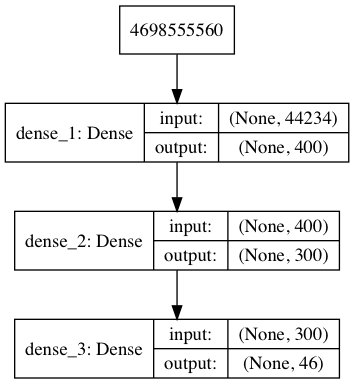 4698555560
dense_1: Dense
input: (None, 44234)
output: (None, 400)
dense_2: Dense
input: (None, 400)
output: (None, 300)
dense_3: Dense
input: (None, 300)
output: (None, 46)